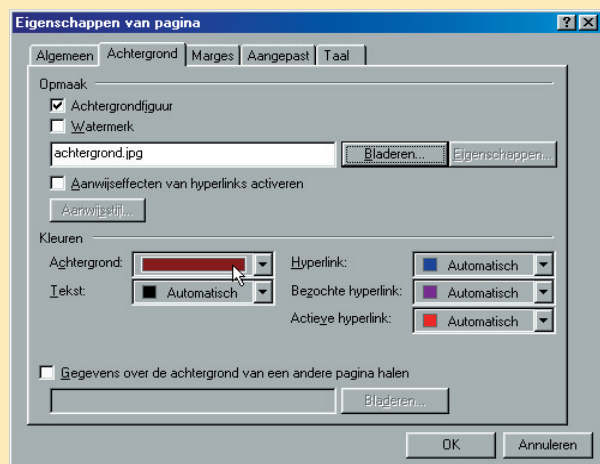 Eigenschappen van pagina
Algemeen Achtergrond Marges Aangepast Taal
Opmaak
Achtergrondfiguur
Watermerk
achtergrond.jpg Bladeren... Eigenschappen...
Aanwijseffecten van hyperlinks activeren
Aanwijsstijl...
Kleuren
Achtergrond: Hyperlink: Automatisch
Tekst: Automatisch Bezochte hyperlink: Automatisch
Actieve hyperlink: Automatisch
Gegevens over de achtergrond van een andere pagina halen
Bladeren...
OK Annuleren